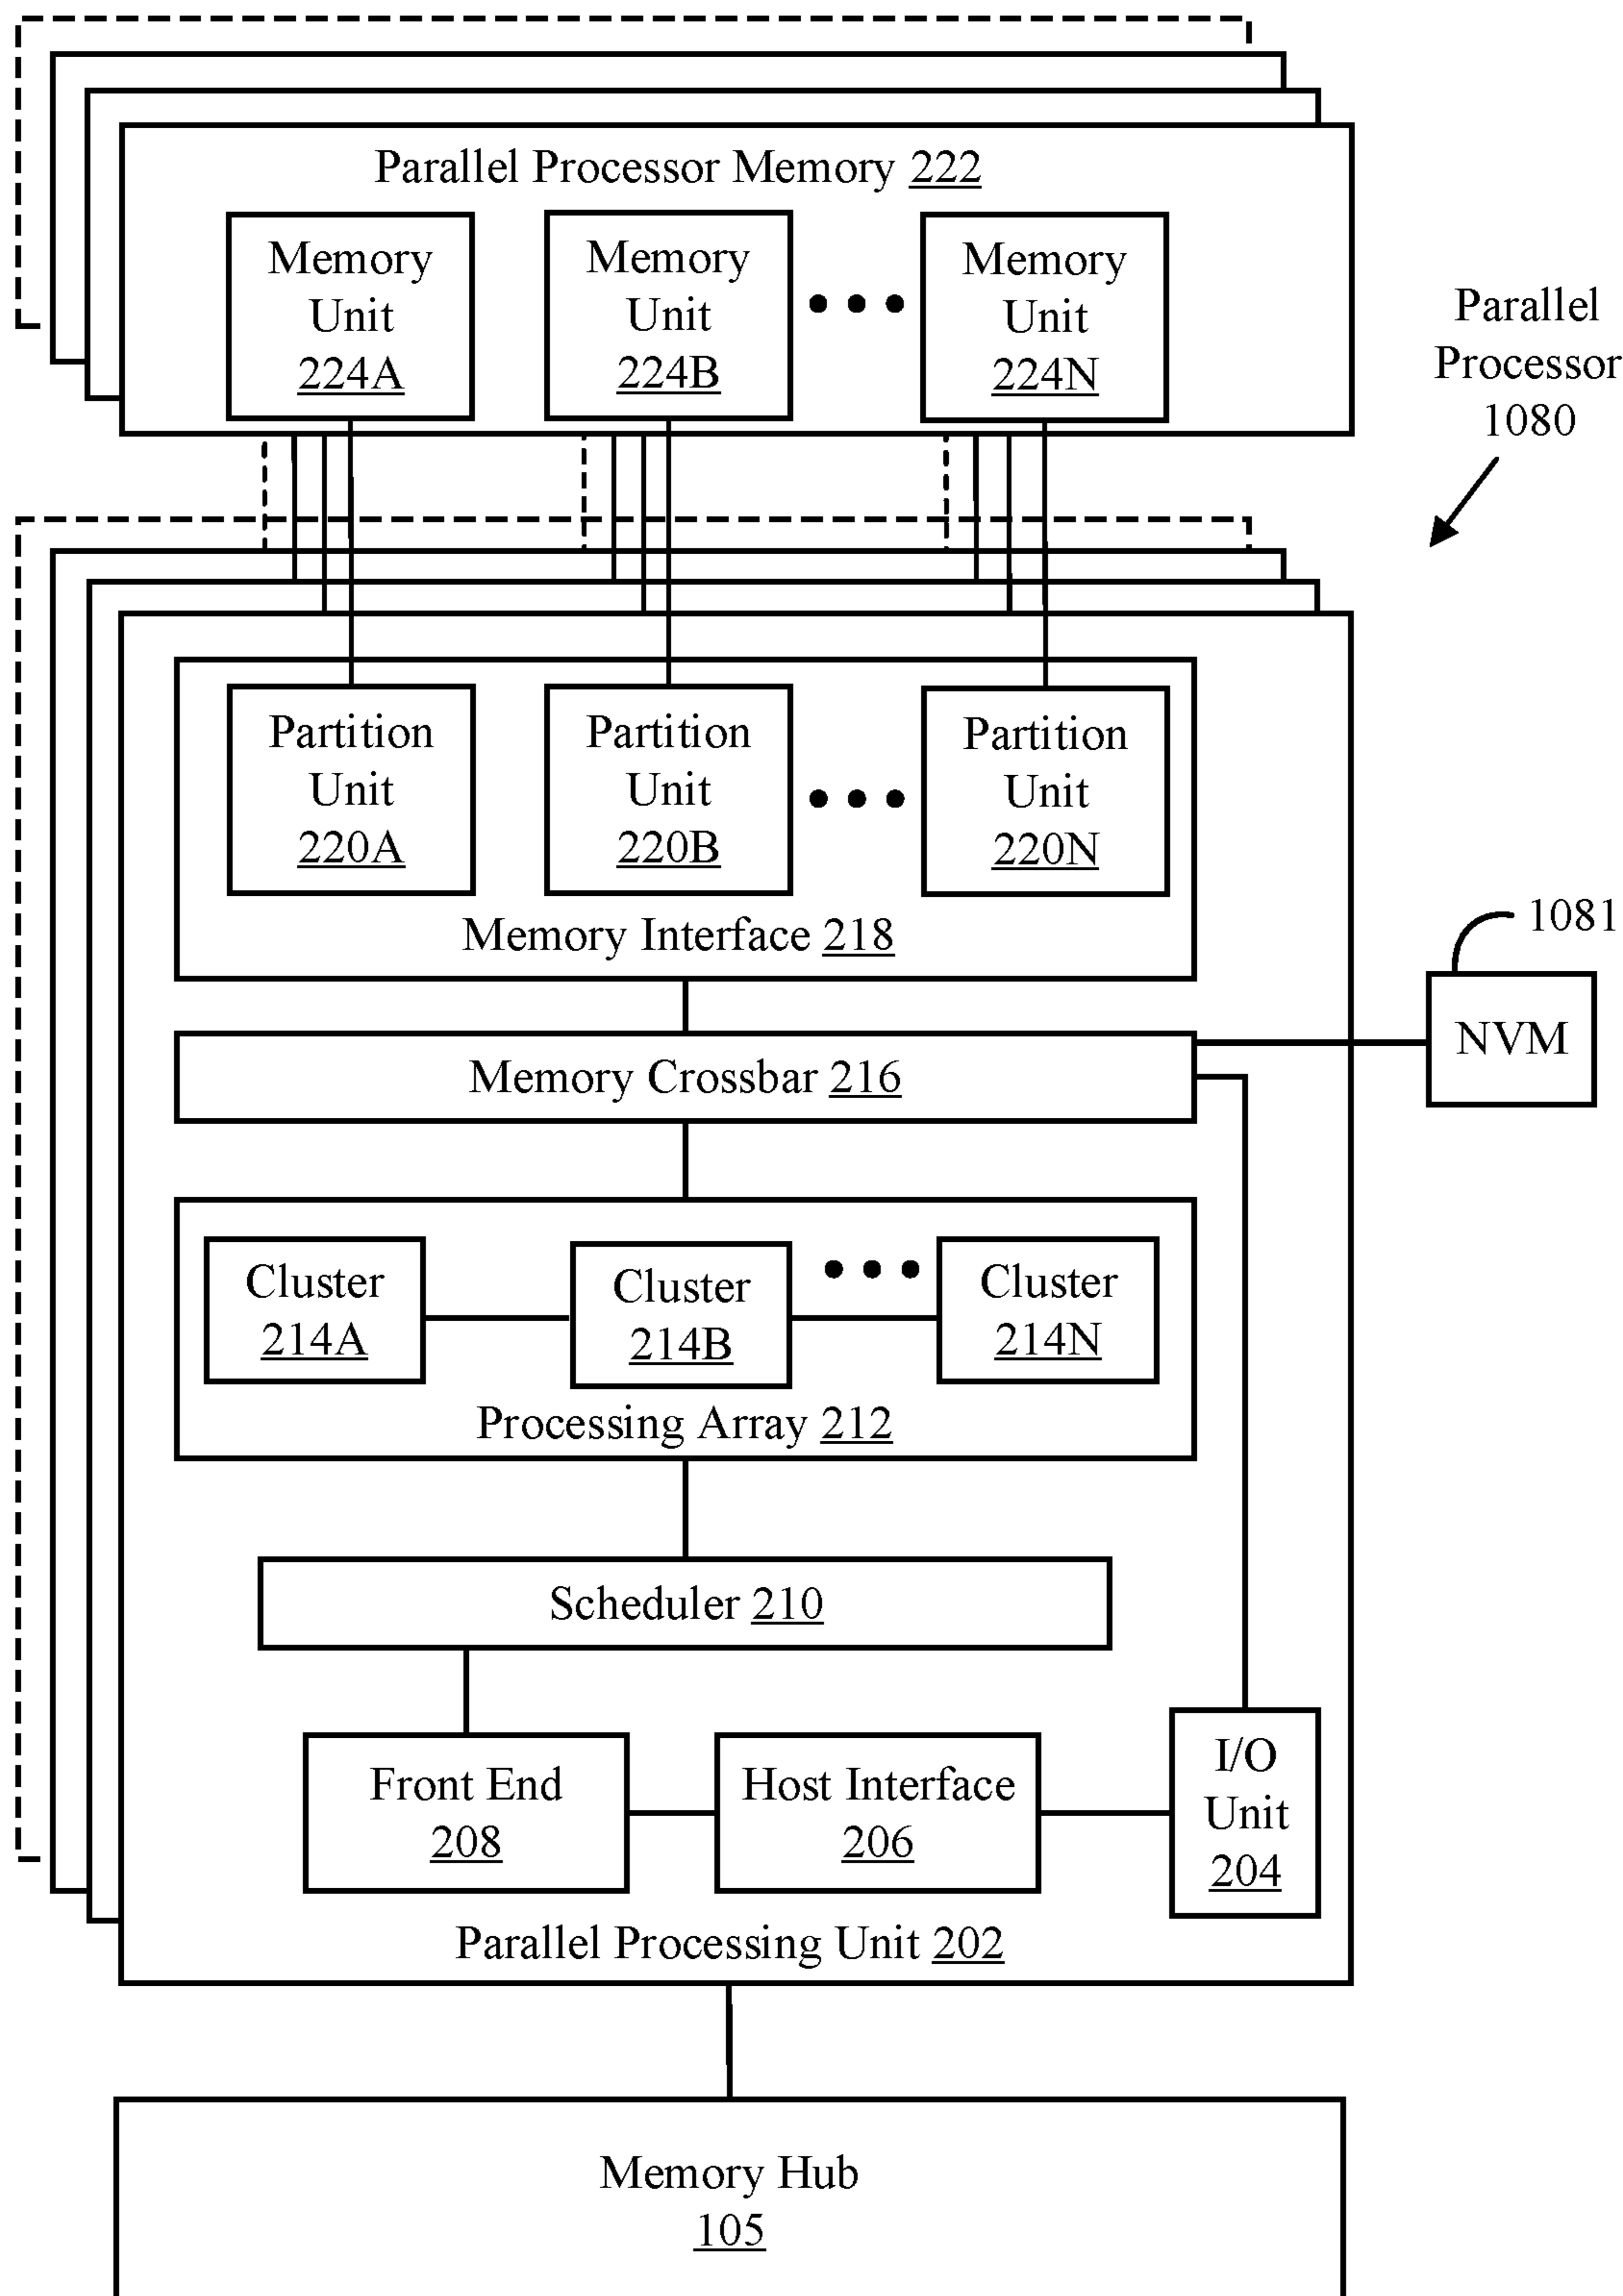 Parallel Processor Memory 222
Memory
Unit
224A
Memory
Unit
224B
Memory
Unit
224N
Parallel
Processor
1080
Partition
Unit
220A
Partition
Unit
220B
Partition
Unit
220N
Memory Interface 218
1081
NVM
Memory Crossbar 216
Cluster
214A
Cluster
214B
Cluster
214N
Processing Array 212
Scheduler 210
Front End
208
Host Interface
206
I/O
Unit
204
Parallel Processing Unit 202
Memory Hub
105